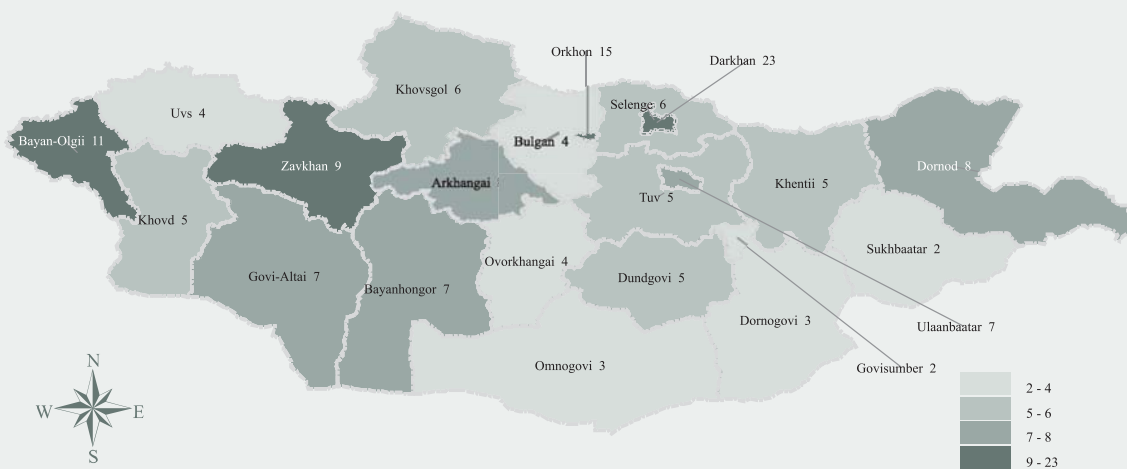 Orkhon 15
Darkhan 23
Khovsgol 6
Selenge 6
Uvs 4
Bayan-Olgii 11
Bulgan 4
Zavkhan 9
Arkhangai
Khentii 5
Dornod 8
Tuv 5
Khovd 5
Sukhbaatar 2
Ovorkhangai 4
Govi-Altai 7
Dundgovi 5
Bayanhongor 7
Dornogovi 3
Ulaanbaatar 7
Omnogovi 3
Govisumber 2
N
W E
S
2 - 4
5 - 6
7 - 8
9 - 23